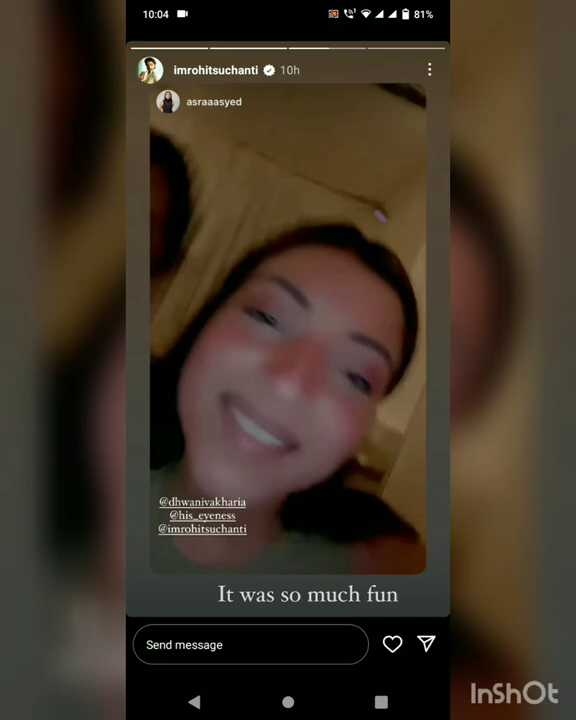 10:04
81%
imrohitsuchanti 10h
asraaasyed
@dhwanivakharia
@his_eyeness
@imrohitsuchanti
It was so much fun
Send message
InShOt